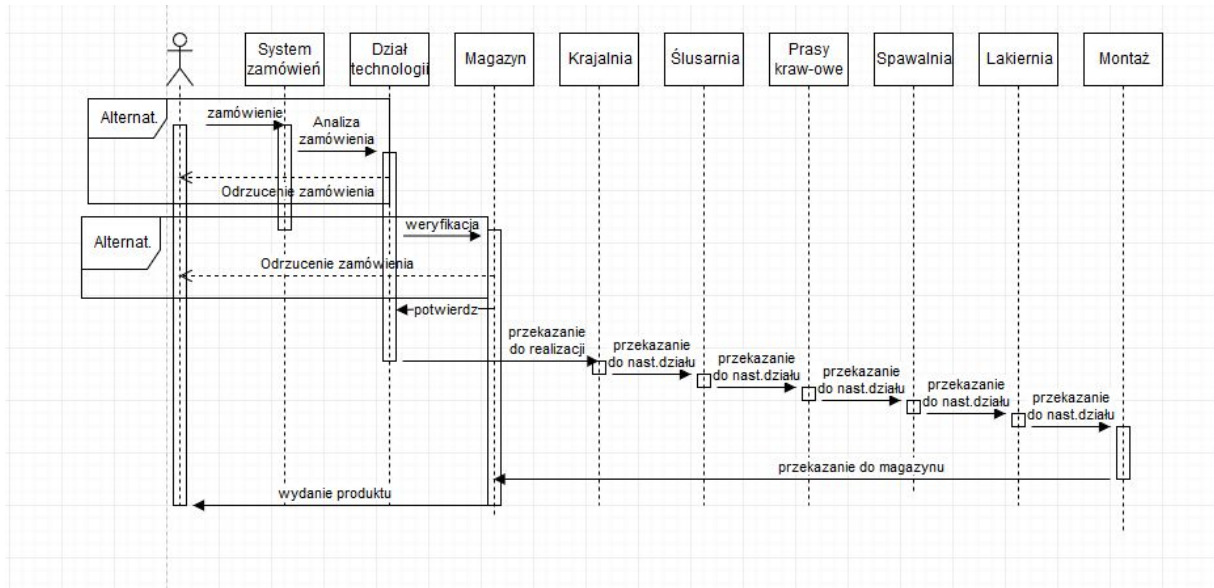 System
zamówień
Dział
technologii
Magazyn
Krajalnia
Ślusarnia
Prasy
kraw-owe
Spawalnia
Lakiernia
Montaż
Alternat.
zamówienie
Analiza
zamówienia
Odrzucenie zamówienia
Alternat.
weryfikacja
Odrzucenie zamówienia
potwierdz
przekazanie
do realizacji
przekazanie
do nast.działu
przekazanie
do nast.działu
przekazanie
do nast.działu
przekazanie
do nast.działu
przekazanie
do nast.działu
przekazanie do magazynu
wydanie produktu